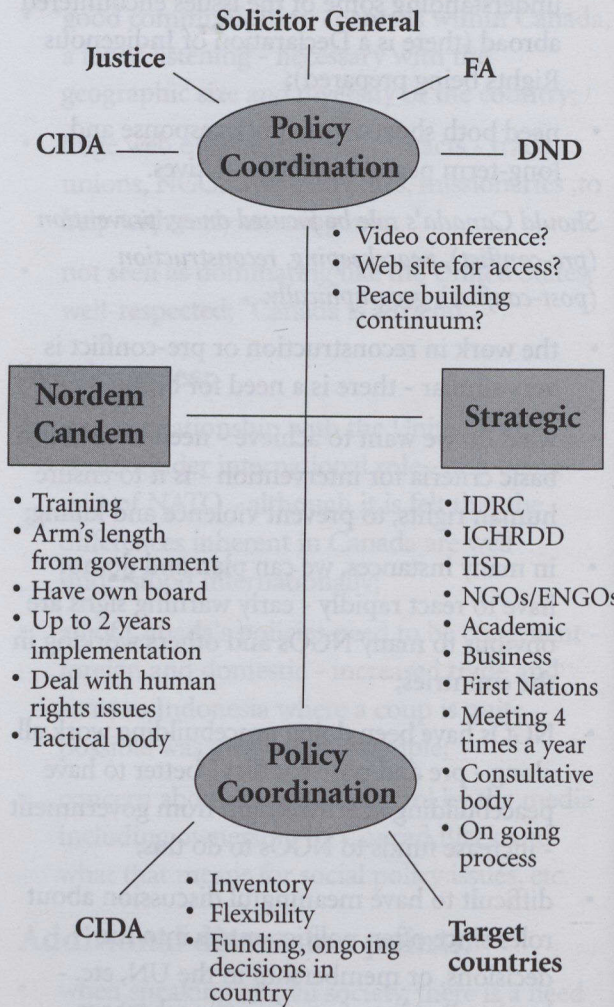 Solicitor General
Justice
FA
Policy
Coordination
CIDA
DND
• Video conference?
• Web site for access?
• Peace building
continuum?
Nordem
Candem
Strategic
• Training
• Arm's length
from government
• Have own board
• Up to 2 years
implementation
• Deal with human
rights issues
• Tactical body
• IDRC
• ICHRDD
• IISD
• NGOs/ENGOs
• Academic
• Business
• First Nations
• Meeting 4
times a year
• Consultative
body
• On going
process
Policy
Coordination
CIDA
• Inventory
• Flexibility
• Funding, ongoing
decisions in
country
Target
countries